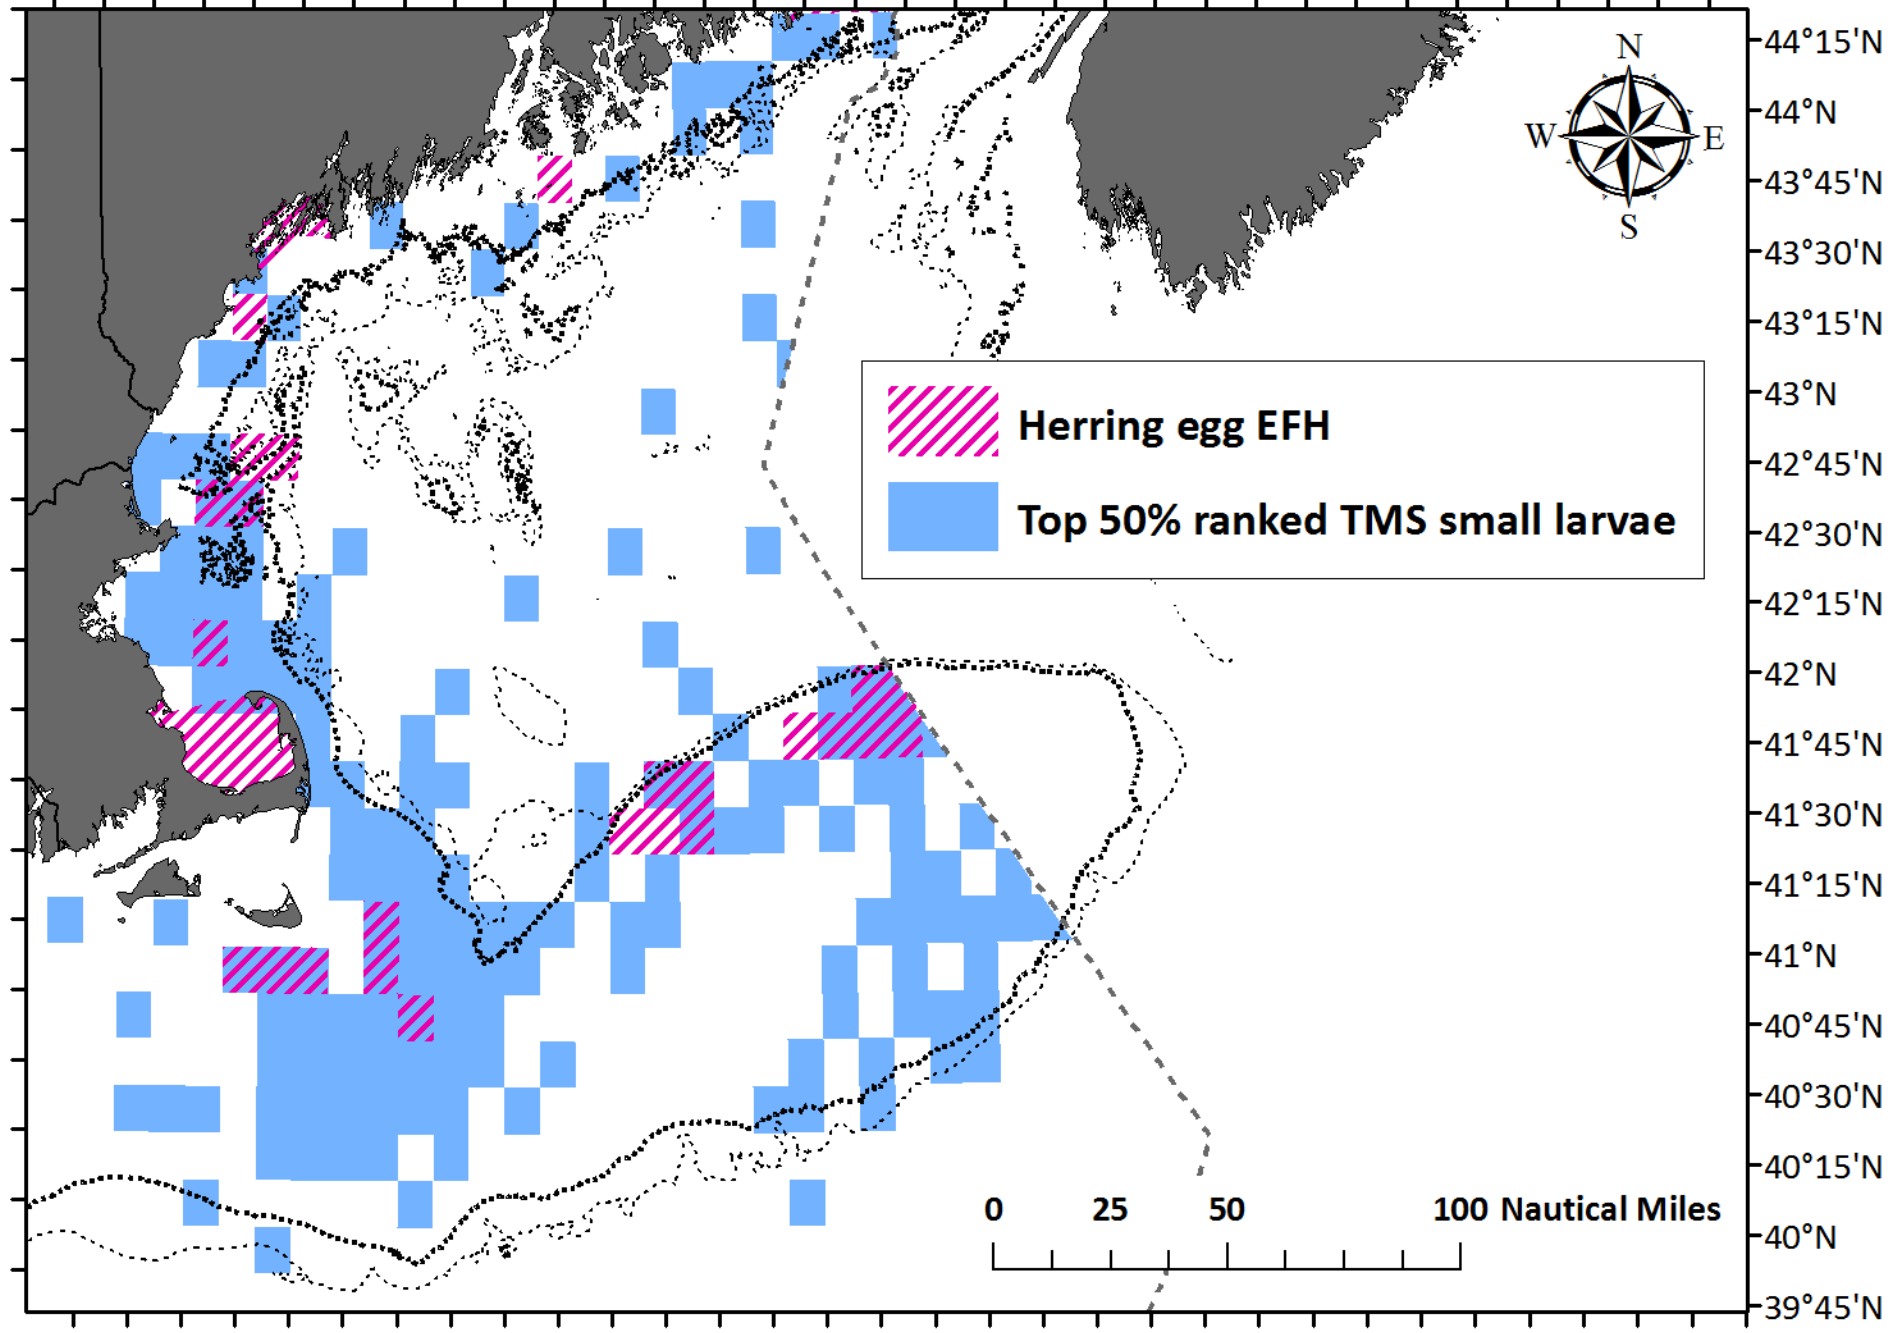 44°15'N
N
44°N
W
E
43°45'N
S
43°30'N
43°15'N
43°N
Herring egg EFH
42°45'N
Top 50% ranked TMS small larvae
42°30'N
42°15'N
42°N
41°45'N
41°30'N
41°15'N
41°N
40°45'N
40°30'N
40°15'N
0 25 50 100 Nautical Miles
40°N
39°45'N